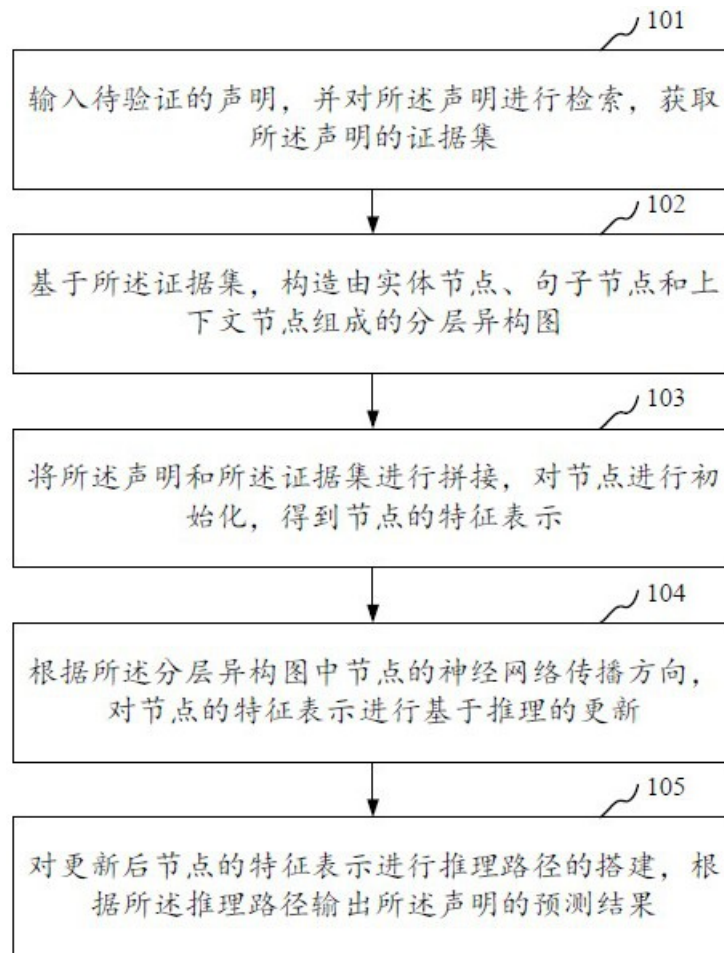 101
输入待验证的声明，并对所述声明进行检索，获取
所述声明的证据集
102
基于所述证据集，构造由实体节点、句子节点和上
下文节点组成的分层异构图
103
将所述声明和所述证据集进行拼接，对节点进行初
始化，得到节点的特征表示
104
根据所述分层异构图中节点的神经网络传播方向，
对节点的特征表示进行基于推理的更新
105
对更新后节点的特征表示进行推理路径的搭建，根
据所述推理路径输出所述声明的预测结果